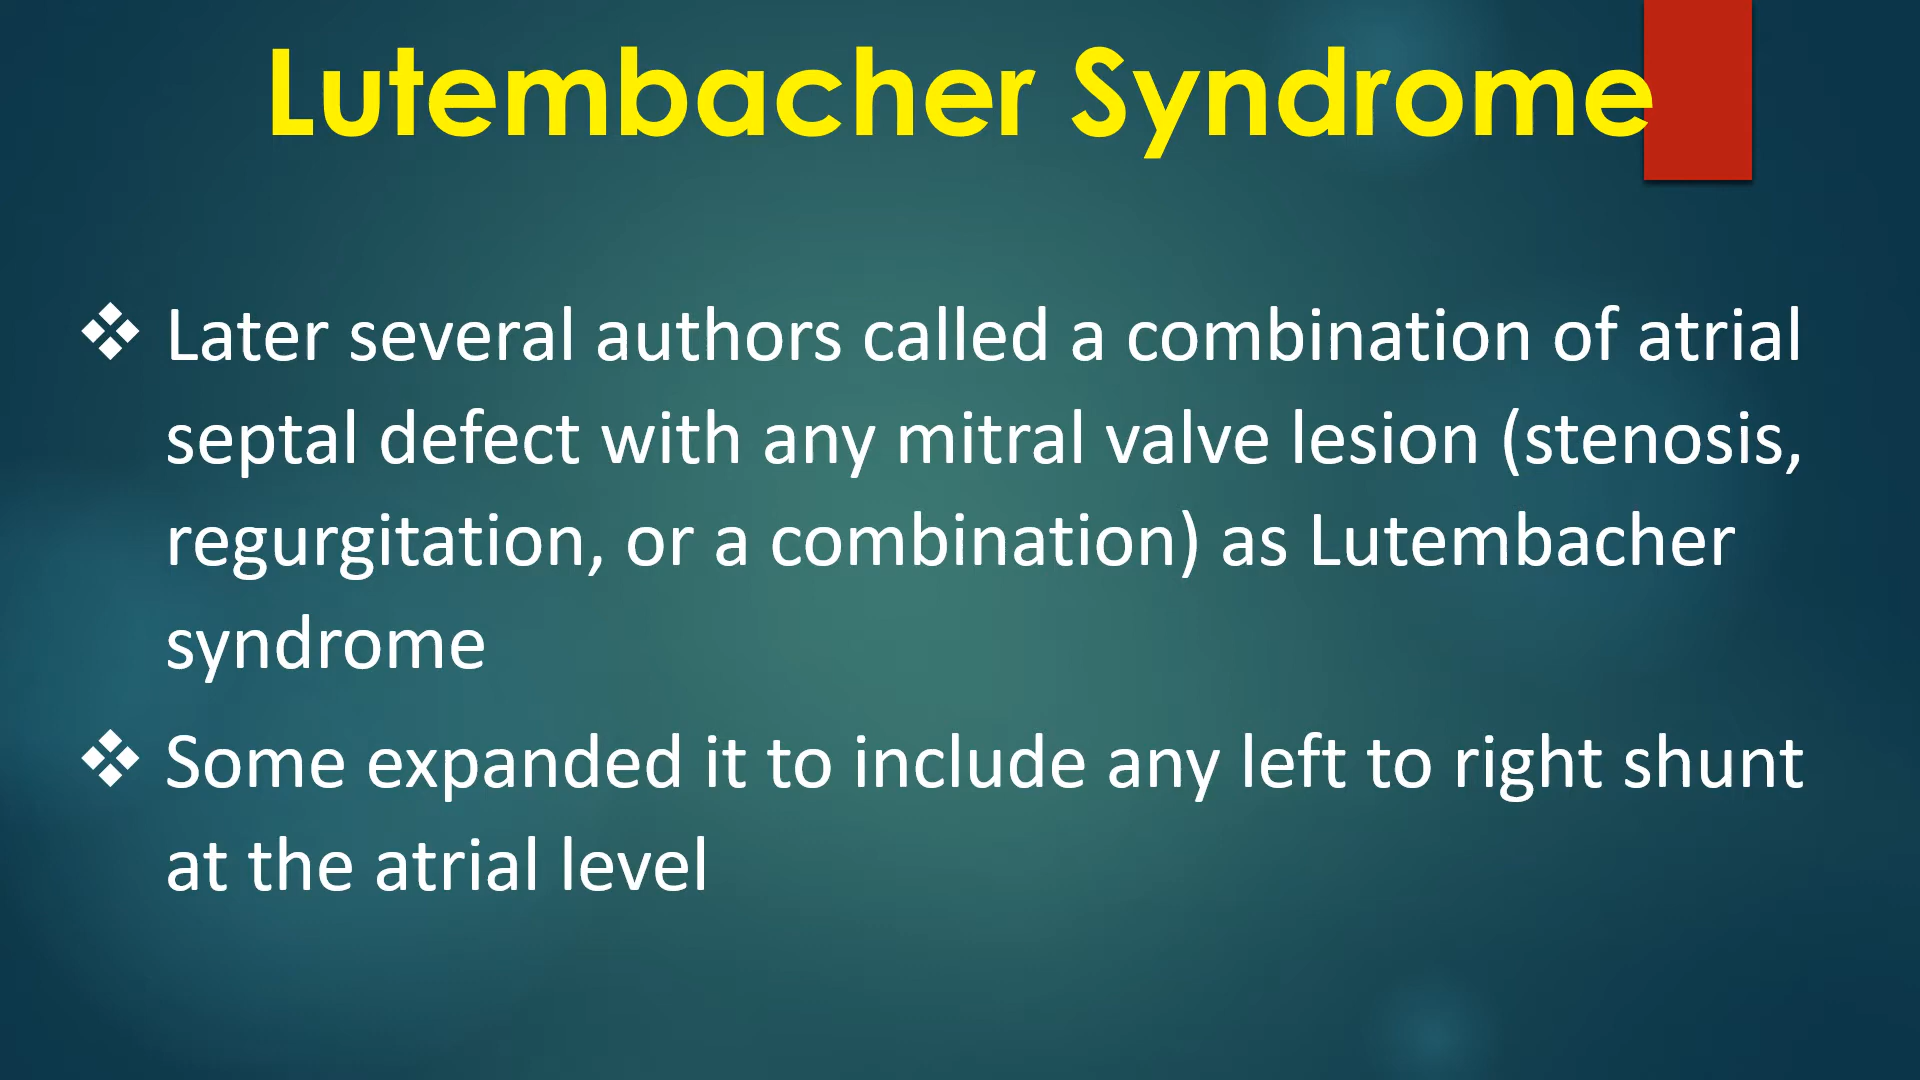 Lutembacher Syndrome
❖ Later several authors called a combination of atrial
septal defect with any mitral valve lesion (stenosis,
regurgitation, or a combination) as Lutembacher
syndrome
❖ Some expanded it to include any left to right shunt
at the atrial level